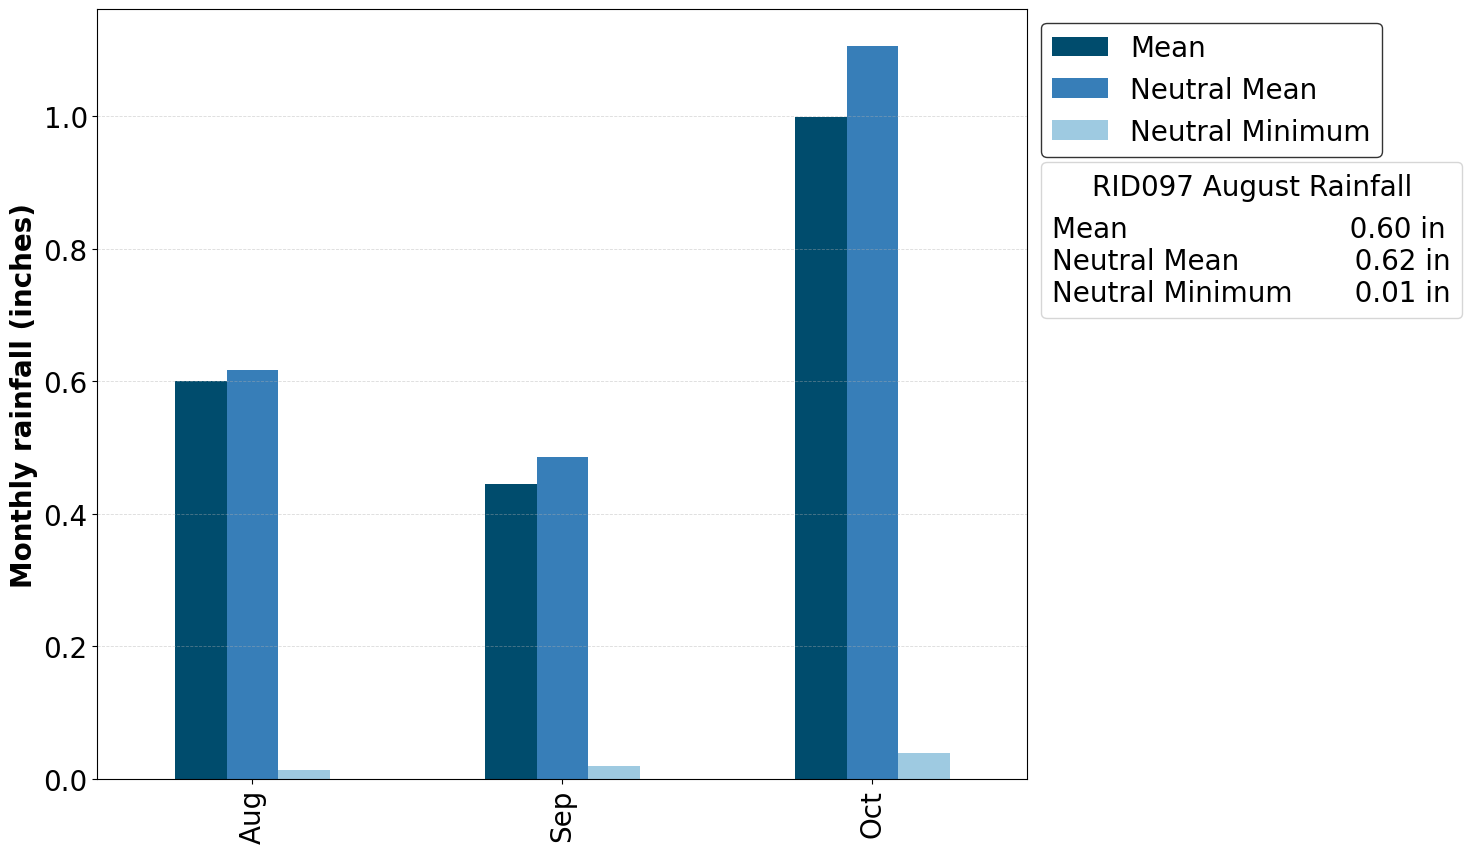 Monthly rainfall (inches)
1.0
0.8
0.6
0.4
0.2
0.0
Aug
Sep
Oct
Mean
Neutral Mean
Neutral Minimum
RID097 August Rainfall
Mean 0.60 in
Neutral Mean 0.62 in
Neutral Minimum 0.01 in